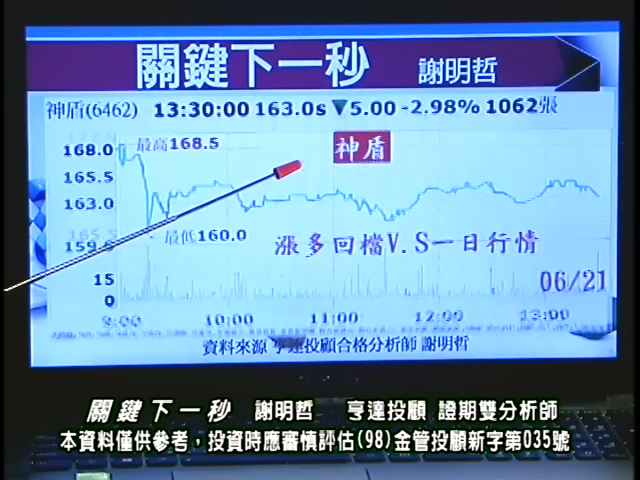 關鍵下一秒 謝明哲
神盾(6462) 13:30:00 163.0s ▼5.00 -2.98% 1062張
168.0 最高168.5 神盾
165.5
163.0
159.6 最低160.0
漲多回檔V.S一日行情
15 06/21
0
9:00 10:00 11:00 12:00 13:00
資料來源 亨達投顧合格分析師 謝明哲
關鍵下一秒 謝明哲 亨達投顧 證期雙分析師
本資料僅供參考，投資時應審慎評估(98)金管投顧新字第035號